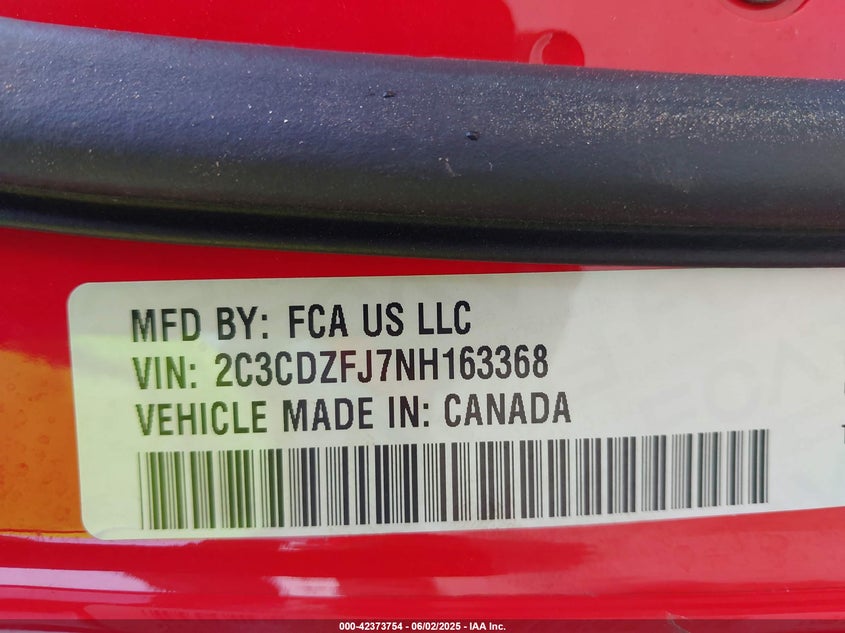 MFD BY: FCA US LLC
VIN: 2C3CDZFJ7NH163368
VEHICLE MADE IN: CANADA
000-42373754 - 06/02/2025 - IAA Inc.